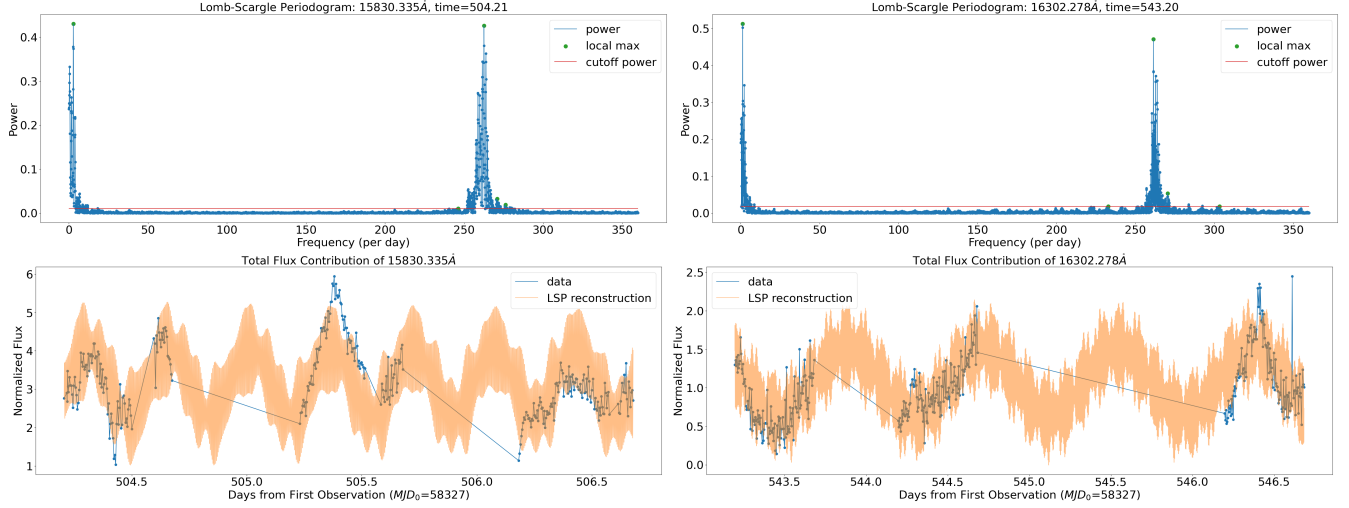 Lomb-Scargle Periodogram: 15830.335Å, time=504.21
Power
0.4
0.3
0.2
0.1
0.0
power
local max
cutoff power
0 50 100 150 200 250 300 350
Frequency (per day)
Lomb-Scargle Periodogram: 16302.278Å, time=543.20
Power
0.5
0.4
0.3
0.2
0.1
0.0
power
local max
cutoff power
0 50 100 150 200 250 300 350
Frequency (per day)
Total Flux Contribution of 15830.335Å
Normalized Flux
6
5
4
3
2
1
data
LSP reconstruction
504.5 505.0 505.5 506.0 506.5
Days from First Observation (MJD₀=58327)
Total Flux Contribution of 16302.278Å
Normalized Flux
2.5
2.0
1.5
1.0
0.5
0.0
data
LSP reconstruction
543.5 544.0 544.5 545.0 545.5 546.0 546.5
Days from First Observation (MJD₀=58327)